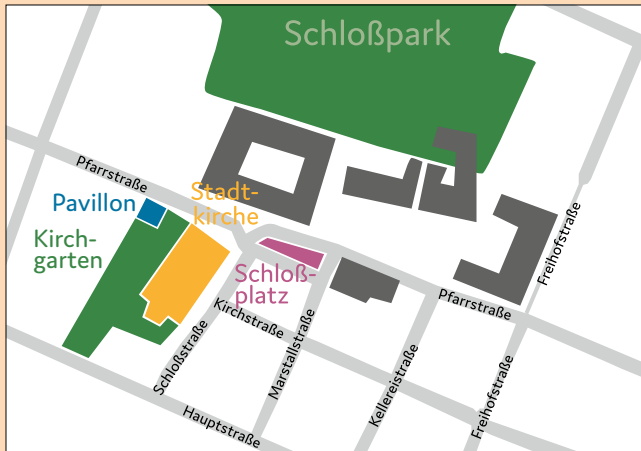 Schloßpark
Pfarrstraße
Stadt-
kirche
Pavillon
Kirch-
garten
Freihofstraße
Schloß-
platz
Pfarrstraße
Kirchstraße
Schloßstraße
Marstallstraße
Kellereistraße
Freihofstraße
Hauptstraße